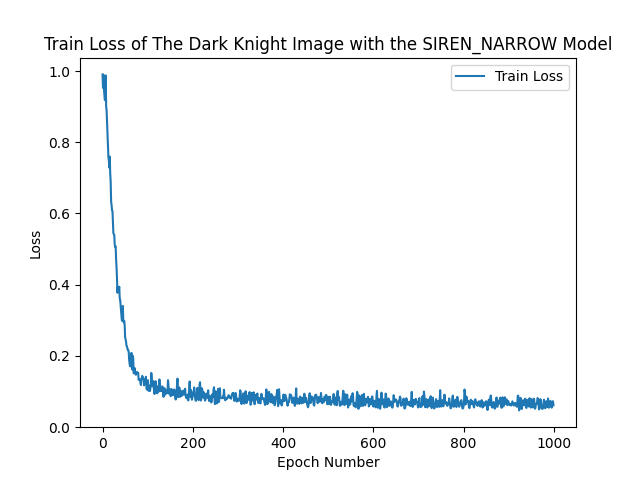 Train Loss of The Dark Knight Image with the SIREN_NARROW Model
Train Loss
1.0
0.8
0.6
0.4
0.2
0.0
Loss
0 200 400 600 800 1000
Epoch Number